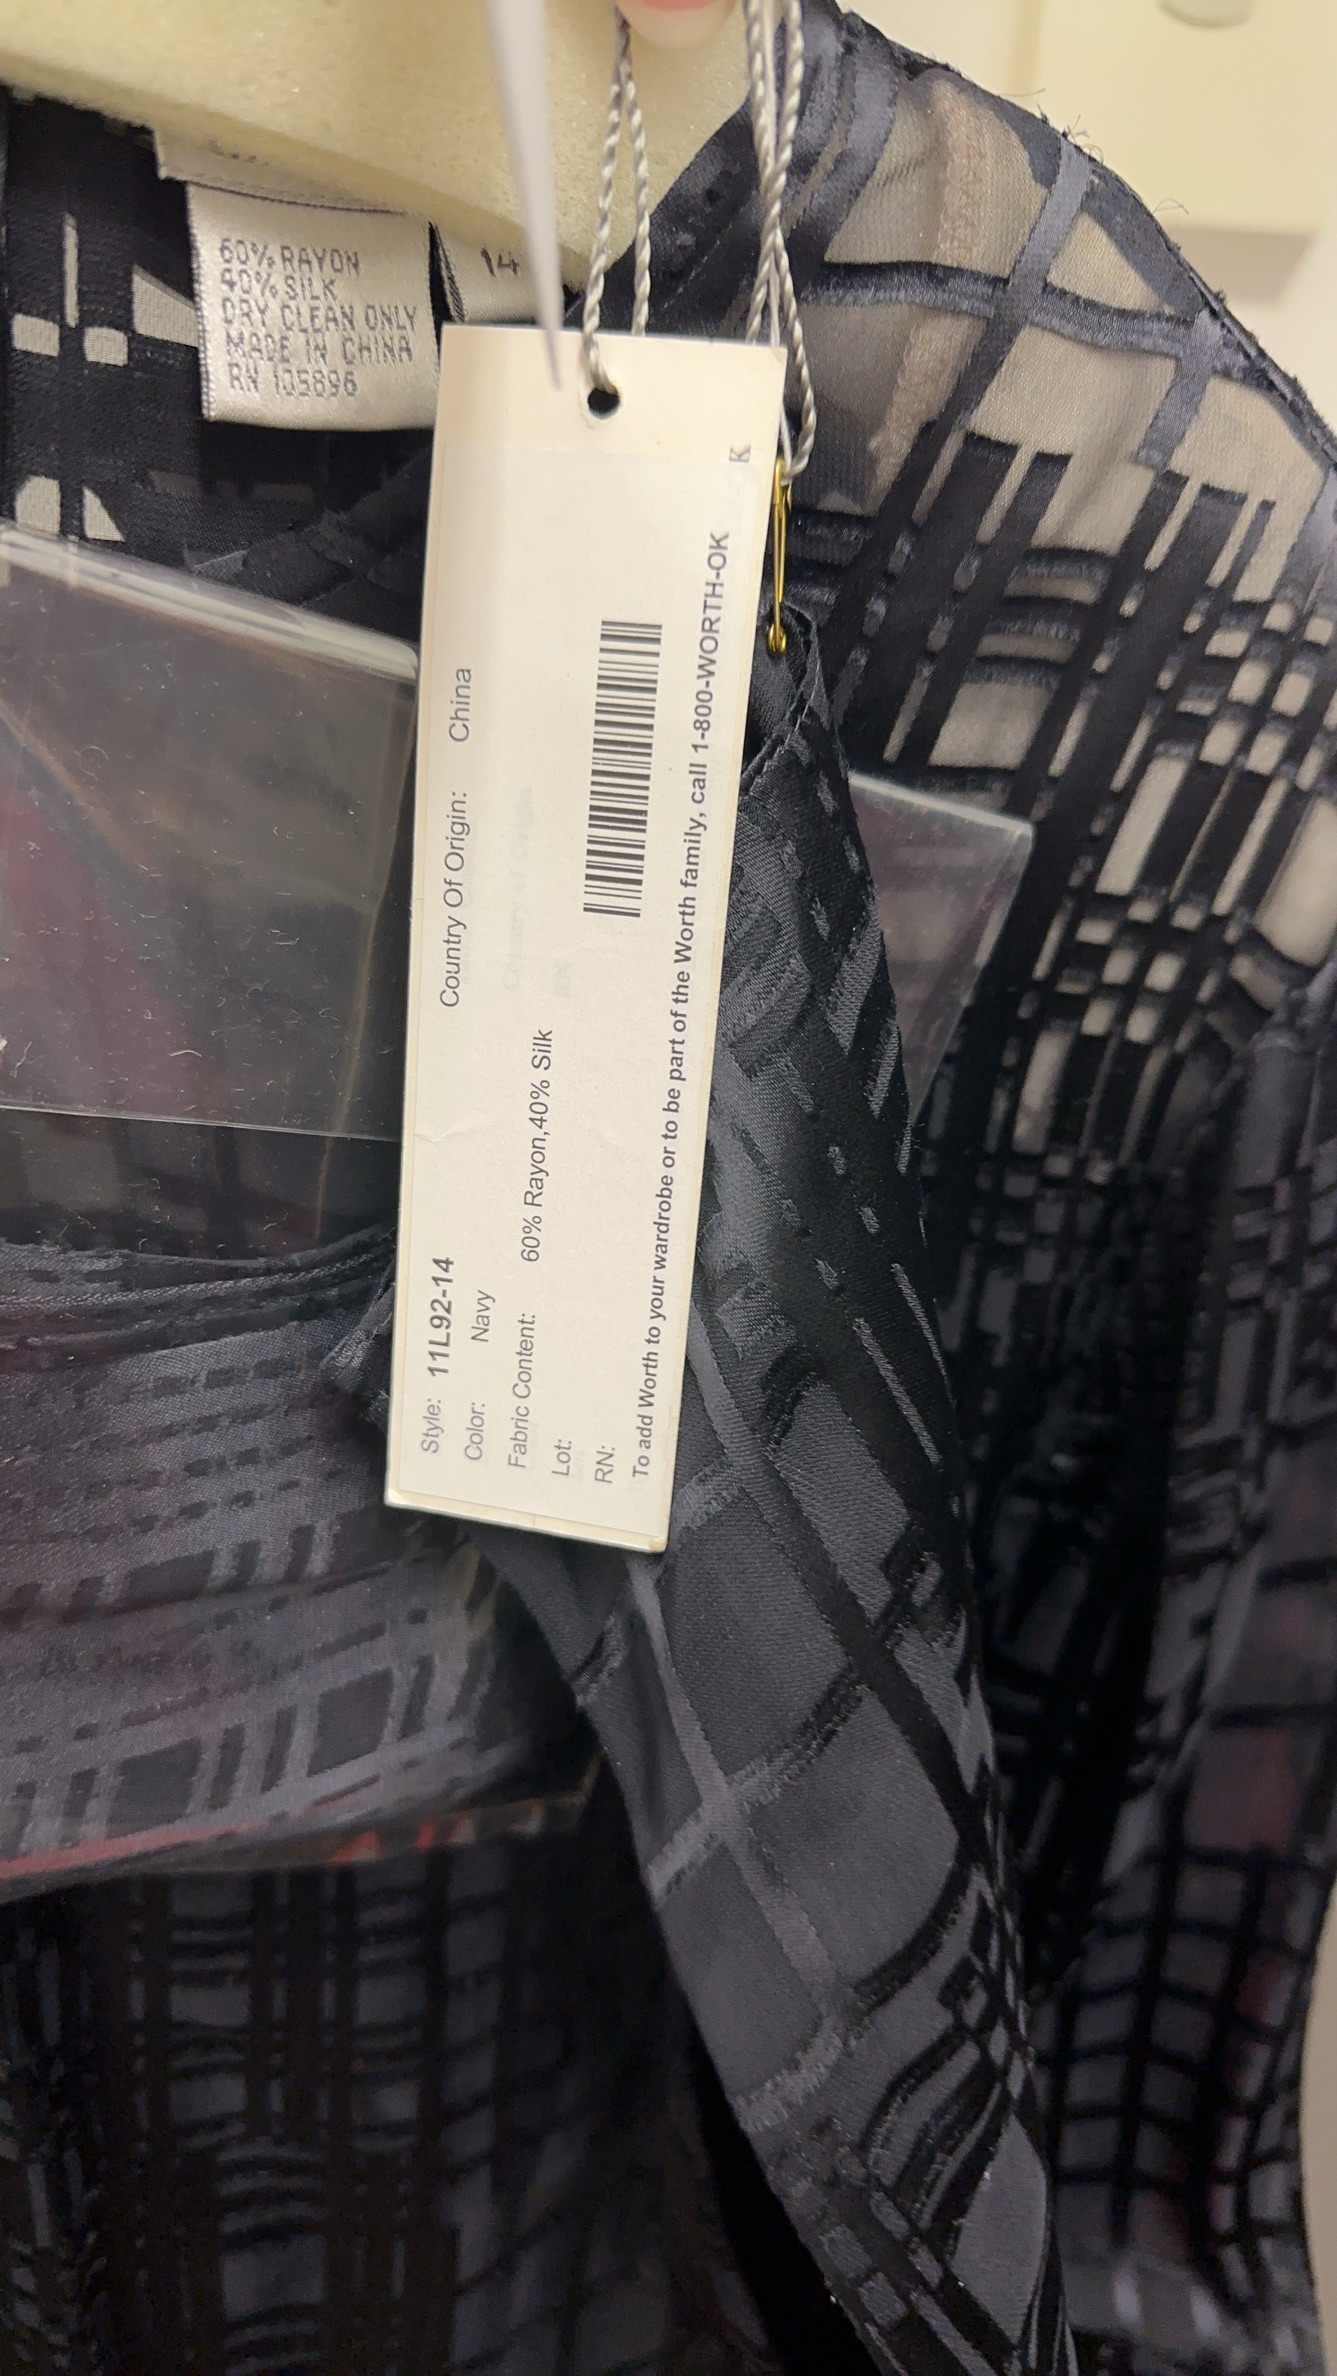 60% RAYON
40% SILK
DRY CLEAN ONLY
MADE IN CHINA
RN 105896
14
Style: 11L92-14
Country Of Origin: China
Color: Navy
Fabric Content: 60% Rayon,40% Silk
Lot:
RN:
To add Worth to your wardrobe or to be part of the Worth family, call 1-800-WORTH-OK
K